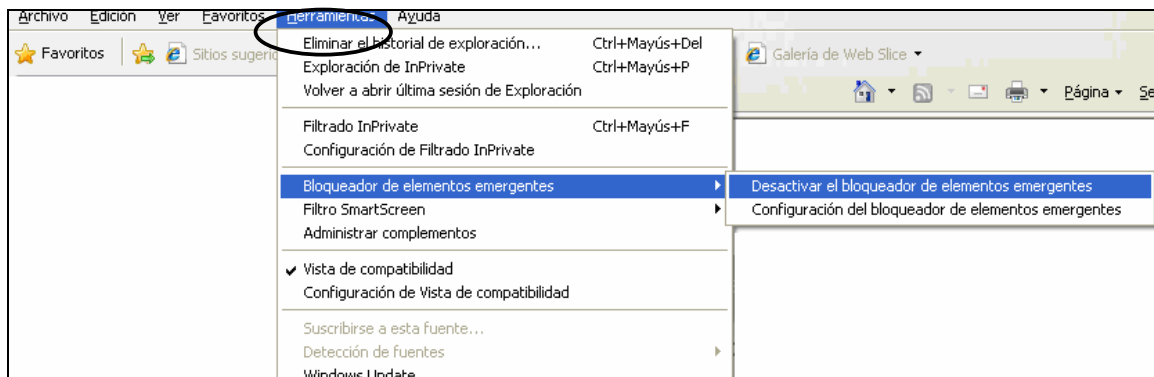 Archivo Edición Ver Favoritos Herramientas Ayuda
Favoritos Sitios sugeric Galería de Web Slice
Página Se
Eliminar el historial de exploración... Ctrl+Mayús+Del
Exploración de InPrivate Ctrl+Mayús+P
Volver a abrir última sesión de Exploración
Filtrado InPrivate Ctrl+Mayús+F
Configuración de Filtrado InPrivate
Bloqueador de elementos emergentes
Desactivar el bloqueador de elementos emergentes
Filtro SmartScreen
Configuración del bloqueador de elementos emergentes
Administrar complementos
Vista de compatibilidad
Configuración de Vista de compatibilidad
Suscribirse a esta fuente...
Detección de fuentes
Windows Update